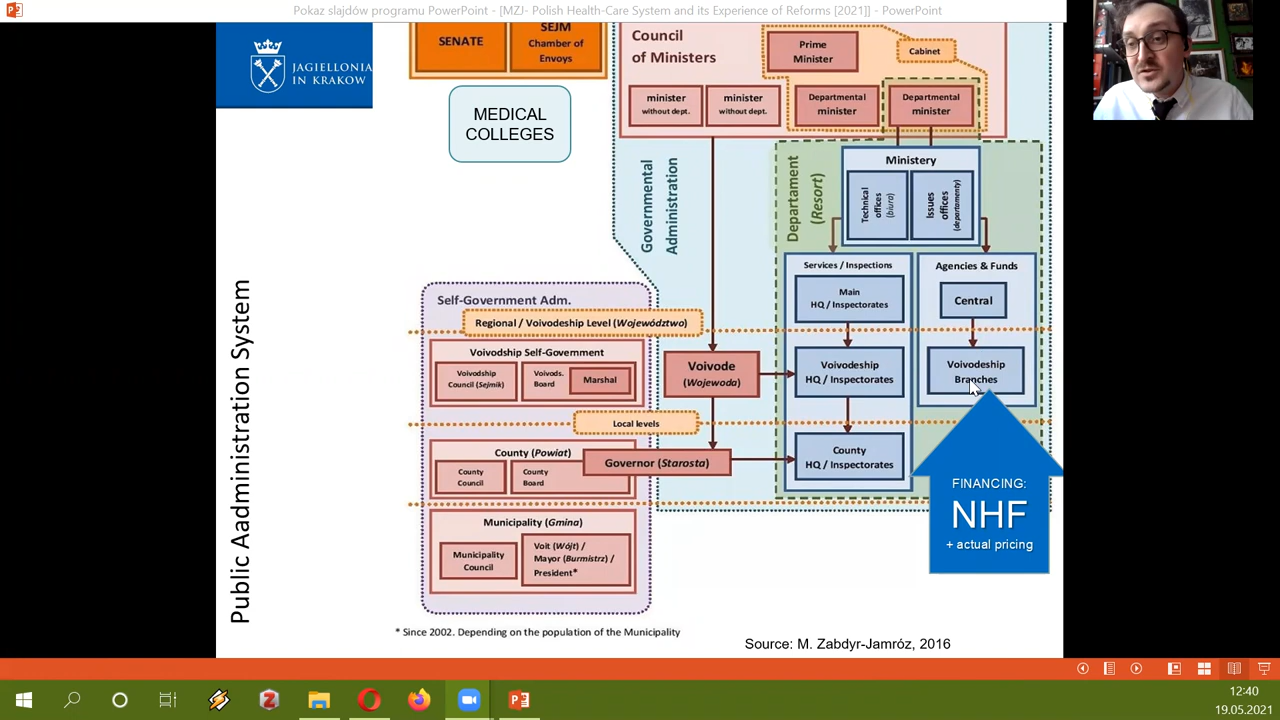 Pokaz slajdów programu PowerPoint - [MZJ- Polish Health-Care System and its Experience of Reforms [2021]] - PowerPoint
JAGIELLONIA
IN KRAKOW
SENATE
SEJM
Chamber of
Envoys
MEDICAL
COLLEGES
Council
of Ministers
Prime
Minister
Cabinet
minister
without dept.
minister
without dept.
Departmental
minister
Departmental
minister
Governmental
Administration
Departament
(Resort)
Ministery
Technical
offices
(biura)
Issues
offices
(departamenty)
Services / Inspections
Main
HQ / Inspectorates
Agencies & Funds
Central
Public Aadministration System
Self-Government Adm.
Regional / Voivodeship Level (Województwo)
Voivodship Self-Government
Voivodship
Council (Sejmik)
Voivods.
Board
Marshal
Voivode
(Wojewoda)
Voivodeship
HQ / Inspectorates
Voivodeship
Branches
Local levels
County (Powiat)
County
Council
County
Board
Governor (Starosta)
County
HQ / Inspectorates
Municipality (Gmina)
Municipality
Council
Voit (Wójt) /
Mayor (Burmistrz) /
President*
FINANCING:
NHF
+ actual pricing
* Since 2002. Depending on the population of the Municipality
Source: M. Zabdyr-Jamróz, 2016
12:40
19.05.2021